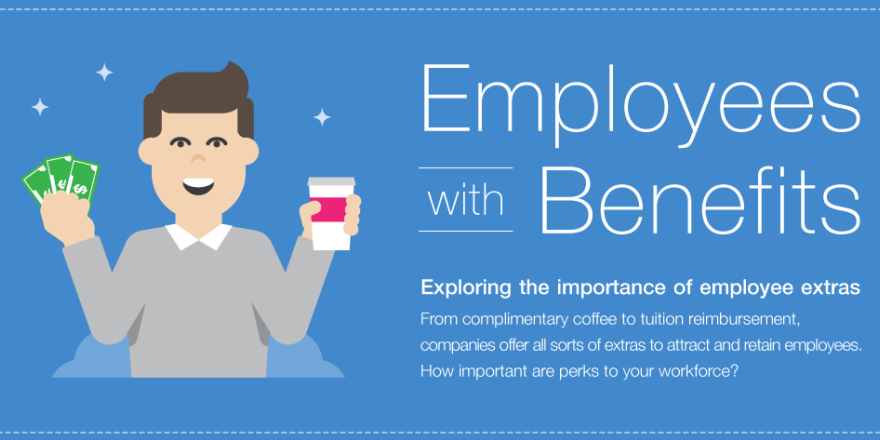 Employees
with Benefits
Exploring the importance of employee extras
From complimentary coffee to tuition reimbursement,
companies offer all sorts of extras to attract and retain employees.
How important are perks to your workforce?